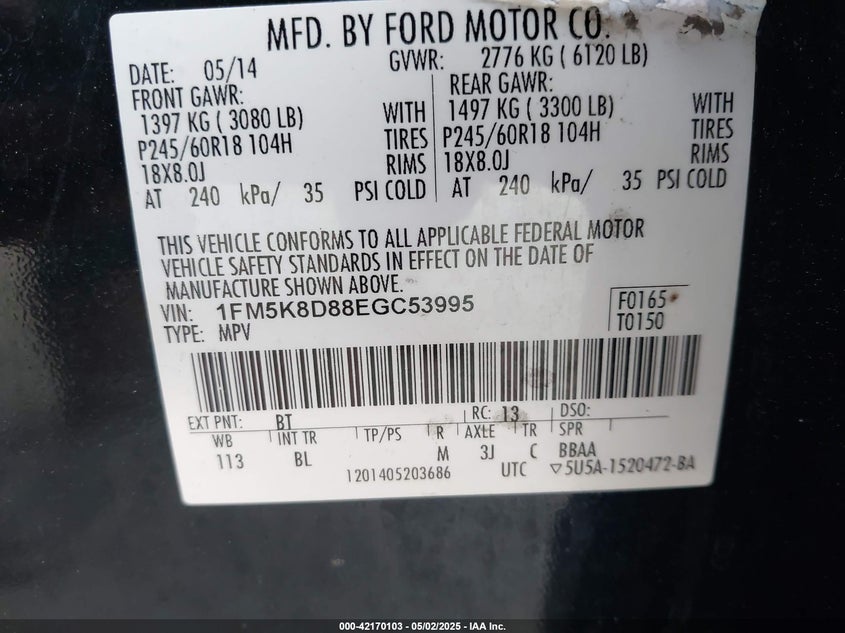 MFD. BY FORD MOTOR CO.
DATE: 05/14 GVWR: 2776 KG ( 6120 LB)
FRONT GAWR: REAR GAWR:
1397 KG ( 3080 LB) WITH 1497 KG ( 3300 LB) WITH
P245/60R18 104H TIRES P245/60R18 104H TIRES
18X8.0J RIMS 18X8.0J RIMS
AT 240 kPa/ 35 PSI COLD AT 240 kPa/ 35 PSI COLD
THIS VEHICLE CONFORMS TO ALL APPLICABLE FEDERAL MOTOR
VEHICLE SAFETY STANDARDS IN EFFECT ON THE DATE OF
MANUFACTURE SHOWN ABOVE.
VIN: 1FM5K8D88EGC53995 F0165
TYPE: MPV T0150
EXT PNT: BT RC: 13 DSO:
WB INT TR TP/PS R AXLE TR SPR
113 BL M 3J C BBAA
1201405203686 UTC ▽5U5A-1520472-BA
000-42170103 - 05/02/2025 - IAA Inc.